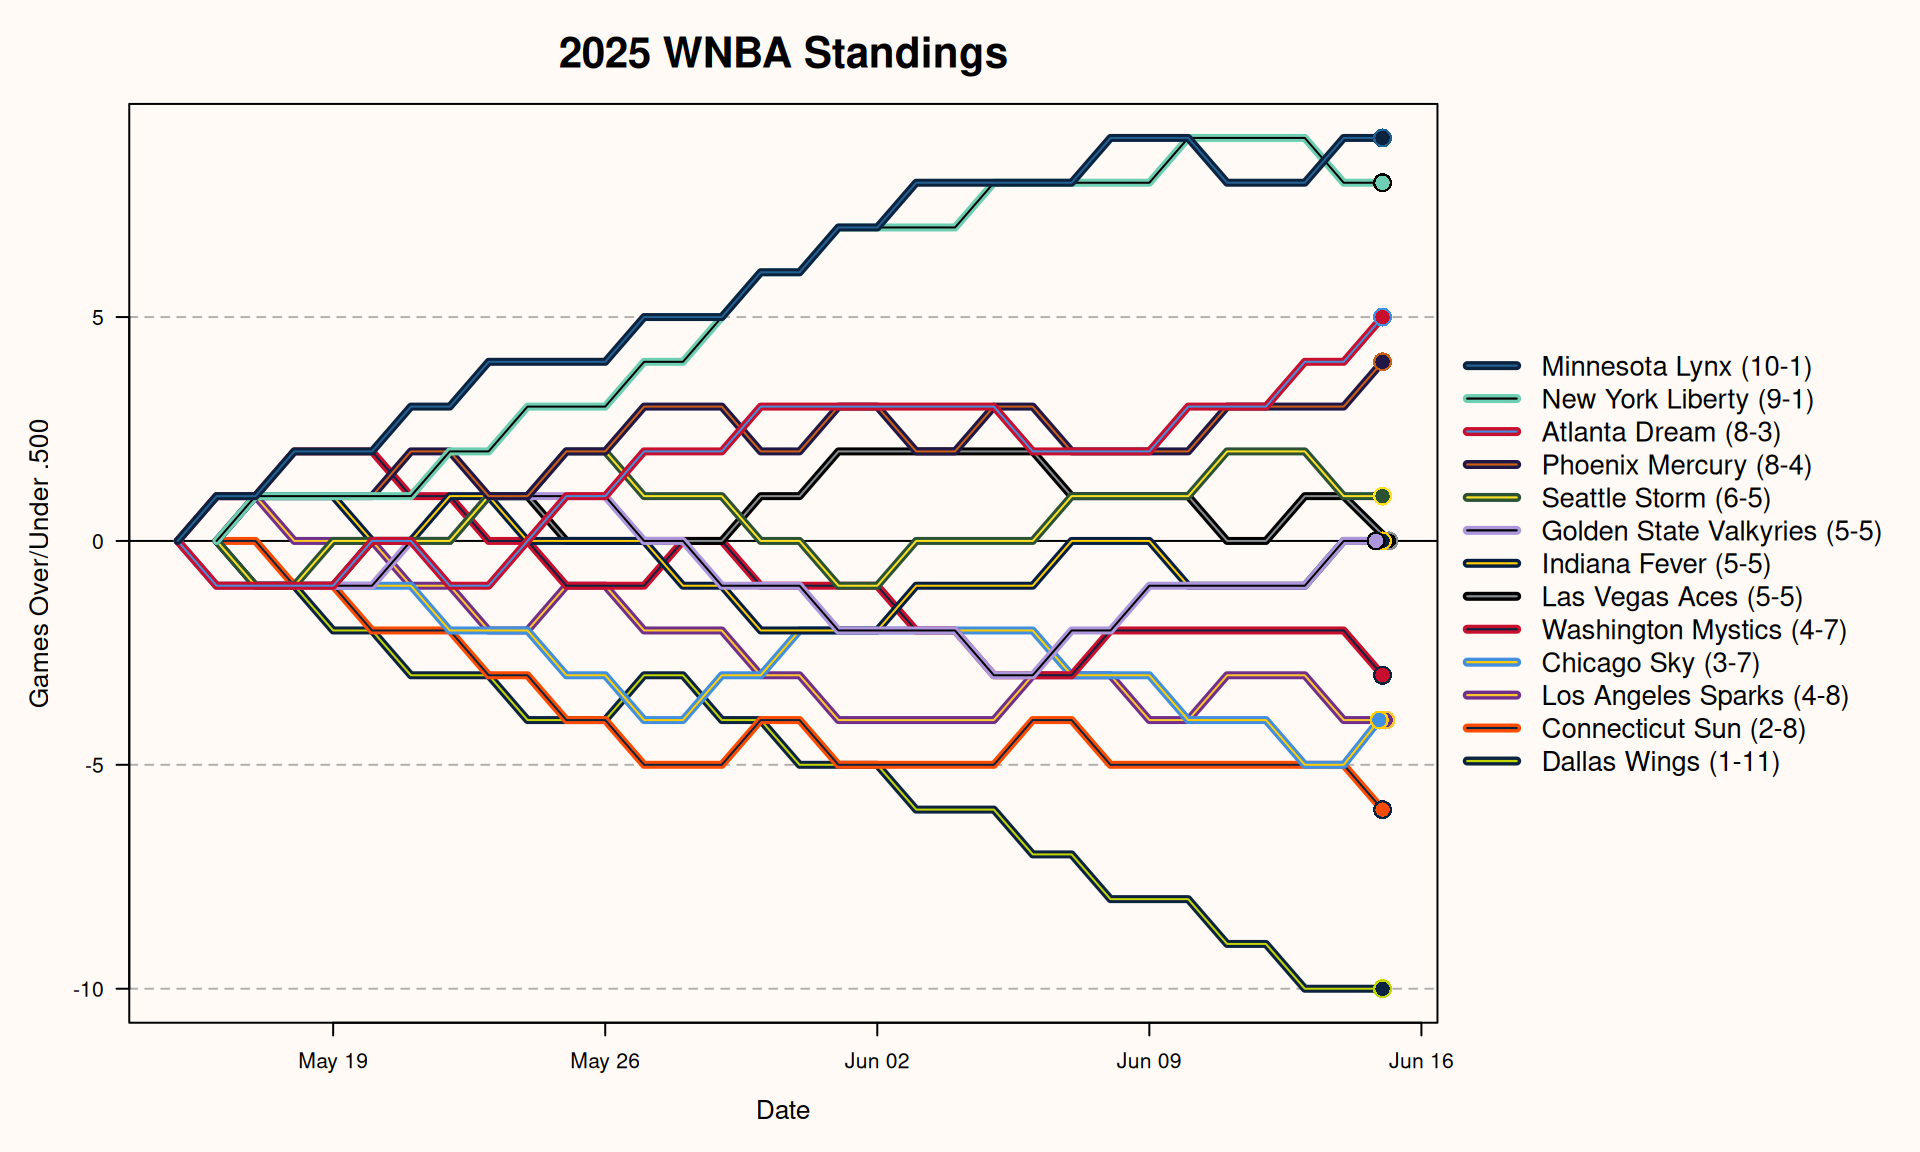 2025 WNBA Standings
Games Over/Under .500
5
0
-5
-10
May 19
May 26
Jun 02
Jun 09
Jun 16
Date
Minnesota Lynx (10-1)
New York Liberty (9-1)
Atlanta Dream (8-3)
Phoenix Mercury (8-4)
Seattle Storm (6-5)
Golden State Valkyries (5-5)
Indiana Fever (5-5)
Las Vegas Aces (5-5)
Washington Mystics (4-7)
Chicago Sky (3-7)
Los Angeles Sparks (4-8)
Connecticut Sun (2-8)
Dallas Wings (1-11)